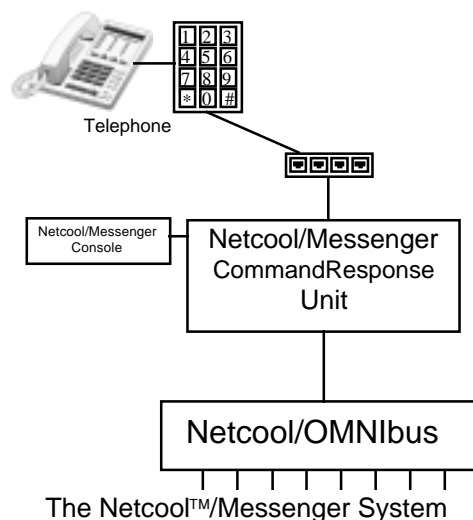 1 2 3
4 5 6
7 8 9
* 0 #
Telephone
Netcool/Messenger
Console
Netcool/Messenger
CommandResponse
Unit
Netcool/OMNIbus
The Netcool™/Messenger System